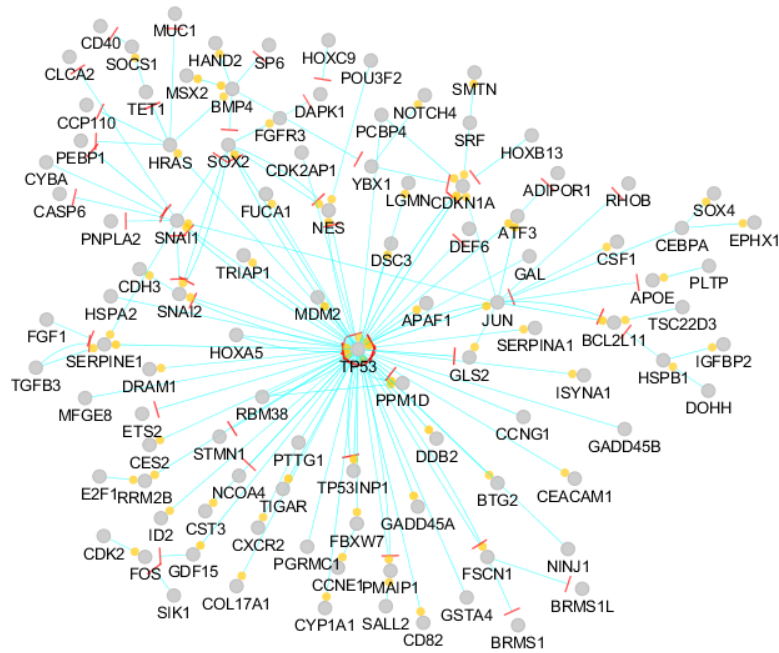 MUC1
CD40
HAND2
SP6
HOXC9
SOCS1
CLCA2
POU3F2
MSX2
BMP4
SMTN
TET1
DAPK1
NOTCH4
CCP110
FGFR3
PCBP4
SRF
PEBP1
HRAS
SOX2
CDK2AP1
HOXB13
CYBA
YBX1
LGMN
CDKN1A
ADIPOR1
RHOB
CASP6
FUCA1
NES
SOX4
PNPLA2
SNAI1
DEF6
ATF3
CEBPA
EPHX1
DSC3
CSF1
TRIAP1
GAL
CDH3
APOE
PLTP
HSPA2
SNAI2
MDM2
APAF1
JUN
FGF1
BCL2L11
TSC22D3
SERPINE1
HOXA5
TP53
SERPINA1
TGFB3
DRAM1
GLS2
HSPB1
IGFBP2
MFGE8
RBM38
PPM1D
ISYNA1
DOHH
ETS2
CCNG1
GADD45B
CES2
STMN1
PTTG1
DDB2
E2F1
RRM2B
NCOA4
TP53INP1
BTG2
CEACAM1
TIGAR
ID2
CST3
GADD45A
CDK2
CXCR2
FBXW7
FOS
GDF15
PGRMC1
FSCN1
NINJ1
CCNE1
PMAIP1
SIK1
COL17A1
GSTA4
BRMS1L
CYP1A1
SALL2
CD82
BRMS1